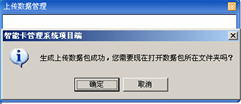 上传数据管理
智能卡管理系统项目端
生成上传数据包成功，您需要现在打开数据包所在文件夹吗？
确定
取消